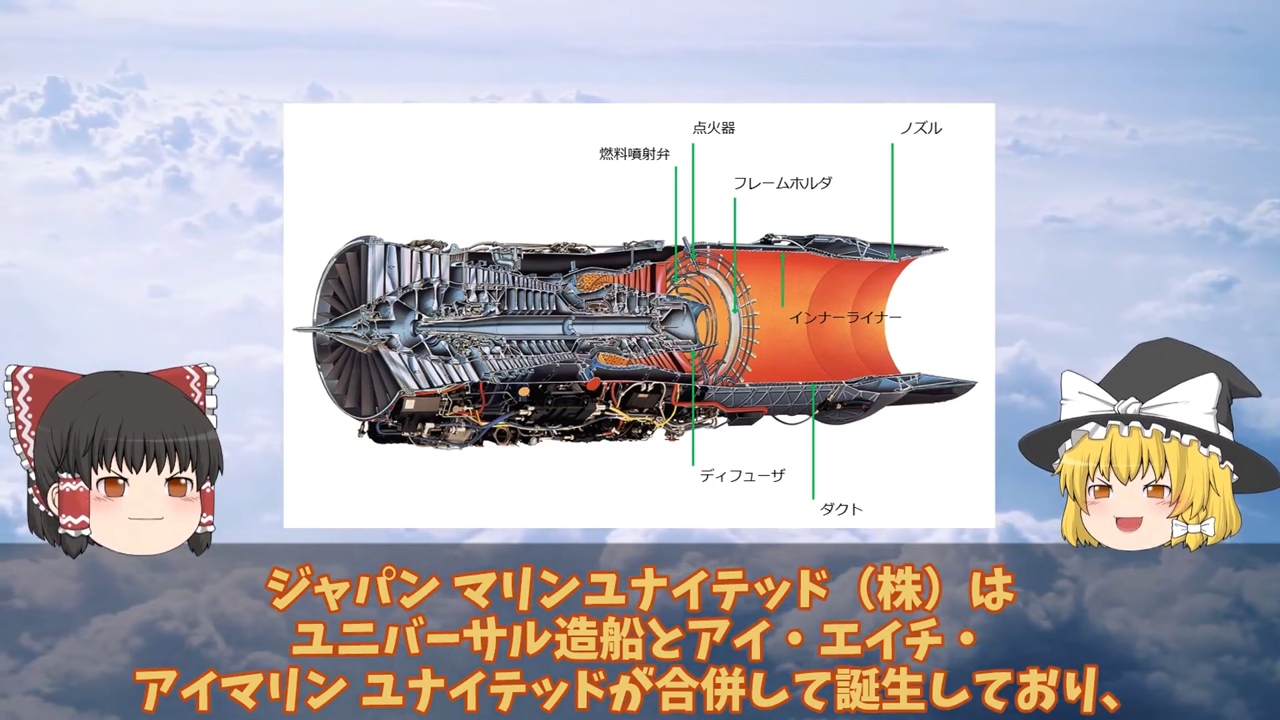 点火器
ノズル
燃料噴射弁
フレームホルダ
インナーライナー
ディフューザ
ダクト
ジャパン マリンユナイテッド（株）は
ユニバーサル造船とアイ・エイチ・
アイマリン ユナイテッドが合併して誕生しており、